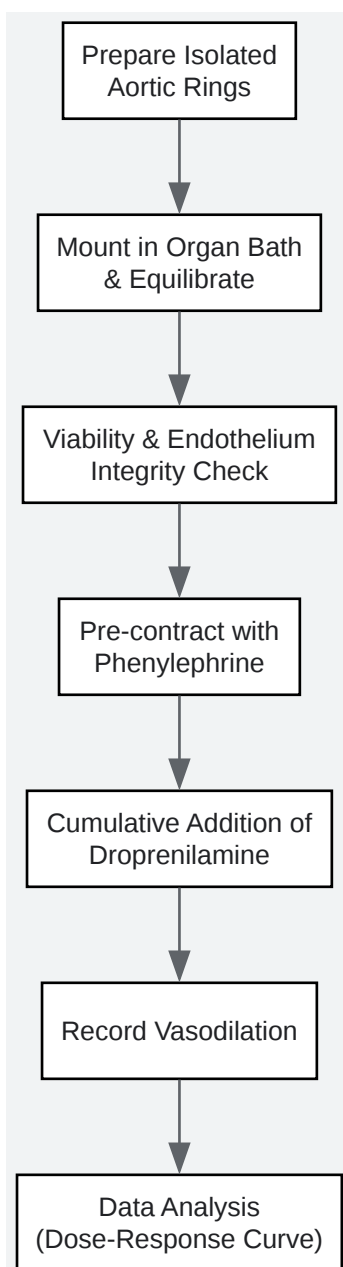 Prepare Isolated
Aortic Rings
Mount in Organ Bath
& Equilibrate
Viability & Endothelium
Integrity Check
Pre-contract with
Phenylephrine
Cumulative Addition of
Droprenilamine
Record Vasodilation
Data Analysis
(Dose-Response Curve)